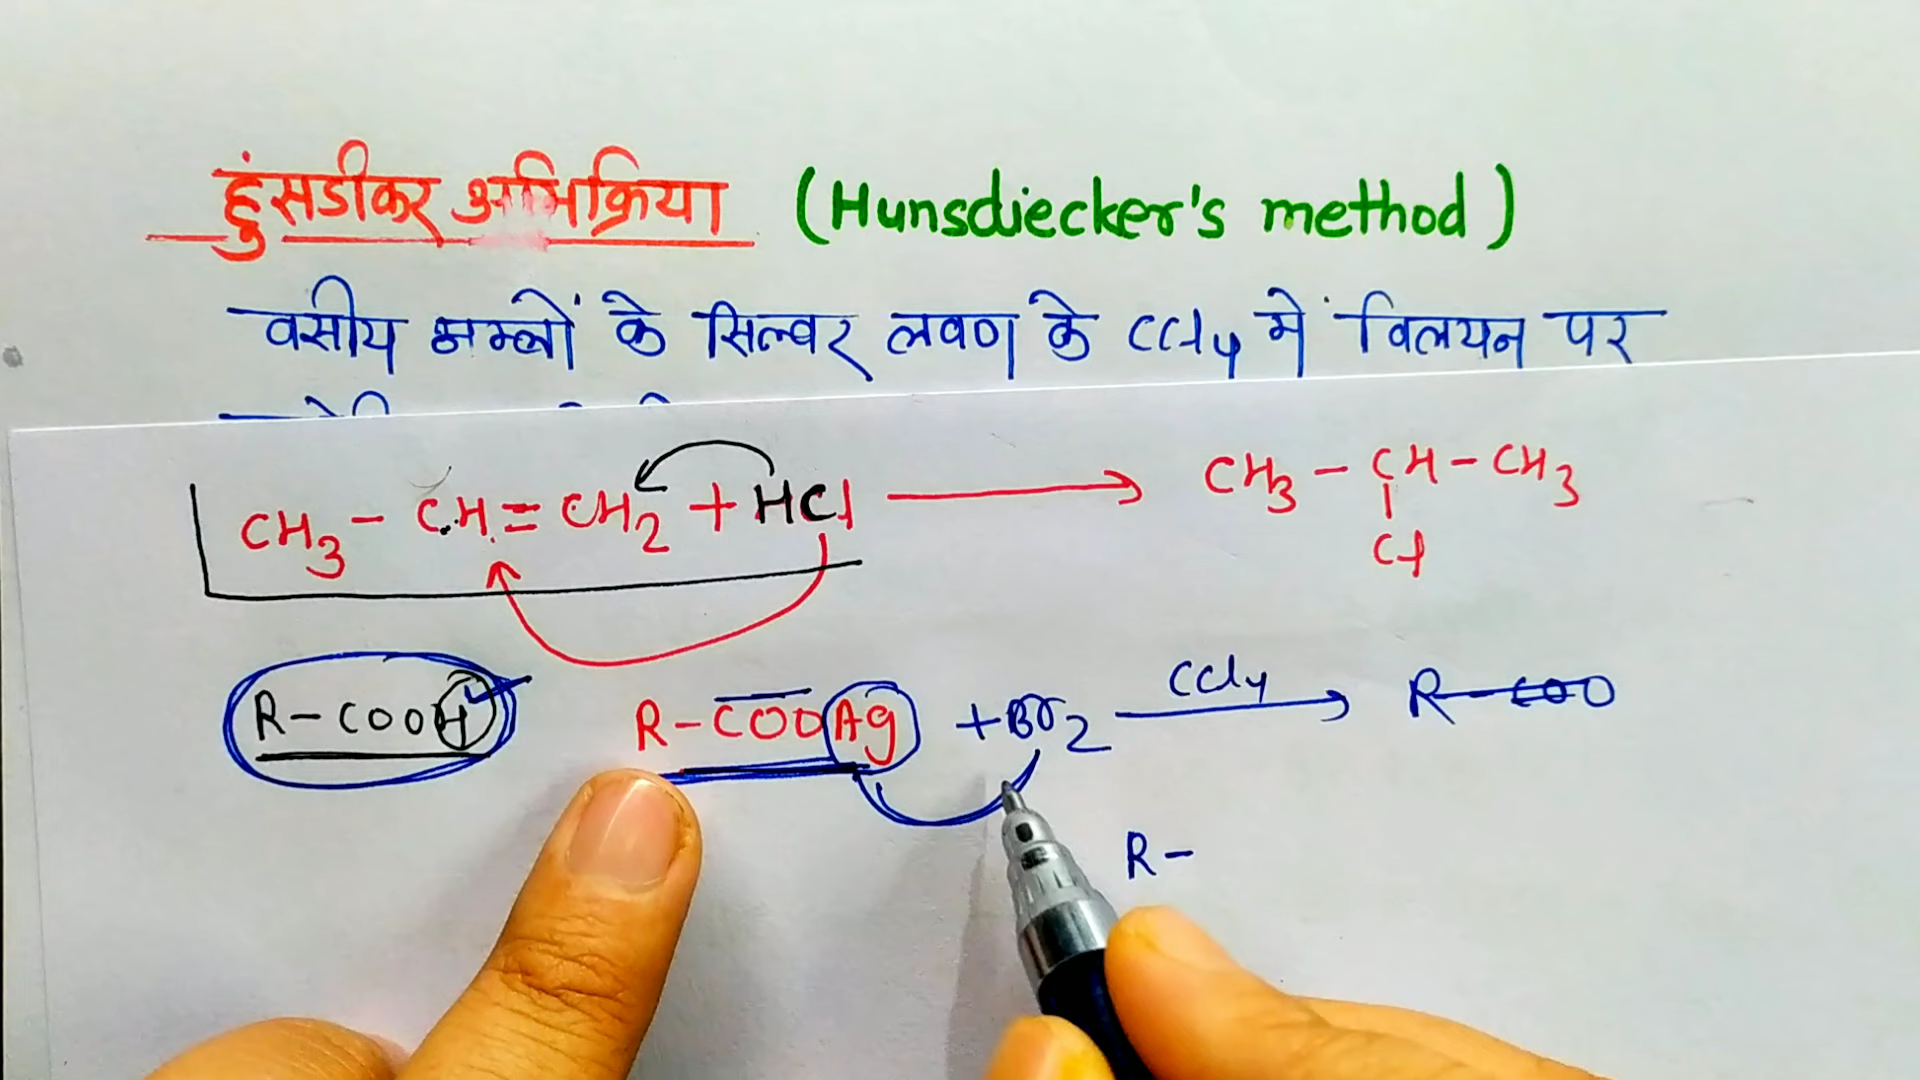 हुंसडीकर अभिक्रिया (Hunsdiecker's method)
वसीय अम्लों के सिल्वर लवण के CCl4 में विलयन पर
CH3 - CH = CH2 + HCl ⟶ CH3 - CH - CH3
Cl
R - COOH R - COOAg + Br2 CCl4 ⟶ R - COO
R -